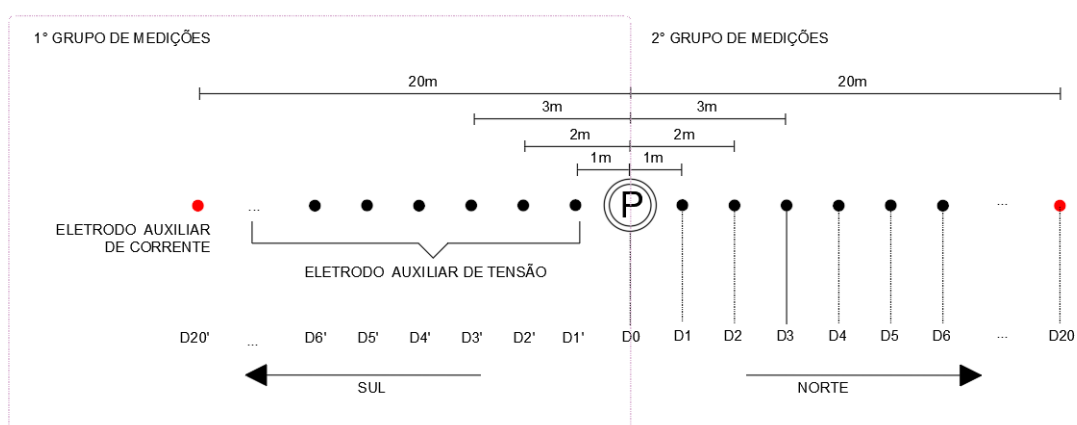 1° GRUPO DE MEDIÇÕES
2° GRUPO DE MEDIÇÕES
20m
20m
3m
3m
2m
2m
1m
1m
...
P
...
ELETRODO AUXILIAR
DE CORRENTE
ELETRODO AUXILIAR DE TENSÃO
D20'
...
D6'
D5'
D4'
D3'
D2'
D1'
D0
D1
D2
D3
D4
D5
D6
...
D20
SUL
NORTE